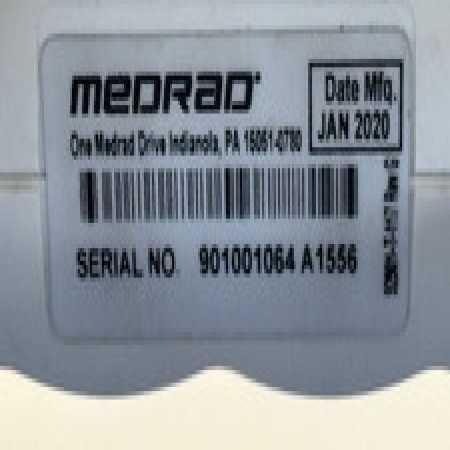 MEDRAD
Date Mfg.
JAN 2020
One Medrad Drive Indianola, PA 15051-0780
SERIAL NO. 901001064 A1556